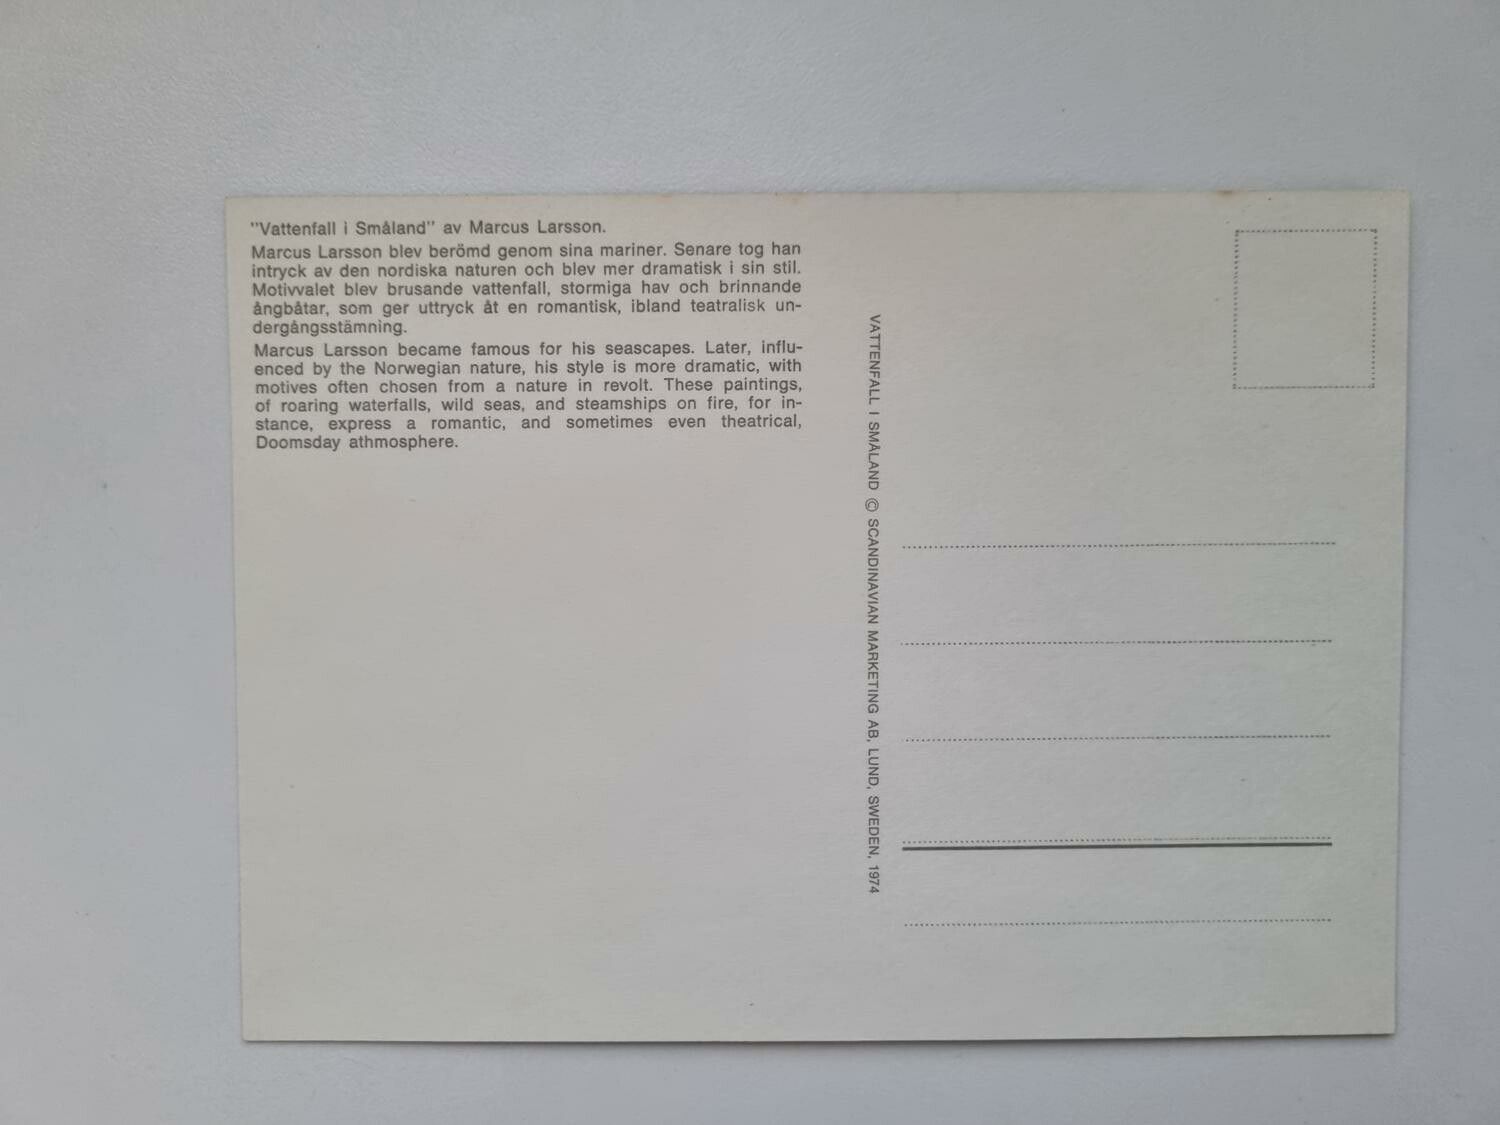 "Vattenfall i Småland" av Marcus Larsson.
Marcus Larsson blev berömd genom sina mariner. Senare tog han
intryck av den nordiska naturen och blev mer dramatisk i sin stil.
Motivvalet blev brusande vattenfall, stormiga hav och brinnande
ångbåtar, som ger uttryck åt en romantisk, ibland teatralisk un-
dergångsstämning.
Marcus Larsson became famous for his seascapes. Later, influ-
enced by the Norwegian nature, his style is more dramatic, with
motives often chosen from a nature in revolt. These paintings,
of roaring waterfalls, wild seas, and steamships on fire, for in-
stance, express a romantic, and sometimes even theatrical,
Doomsday athmosphere.
VATTENFALL I SMÅLAND © SCANDINAVIAN MARKETING AB, LUND, SWEDEN, 1974